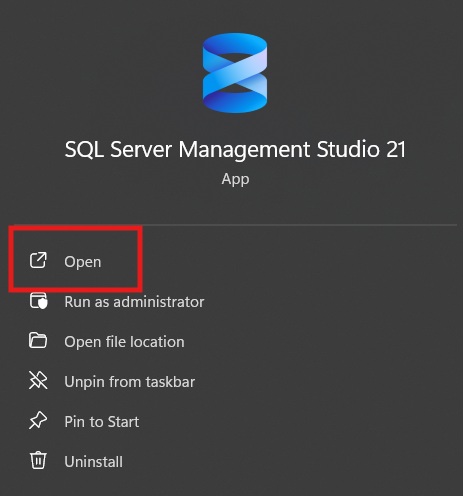 SQL Server Management Studio 21
App
Open
Run as administrator
Open file location
Unpin from taskbar
Pin to Start
Uninstall